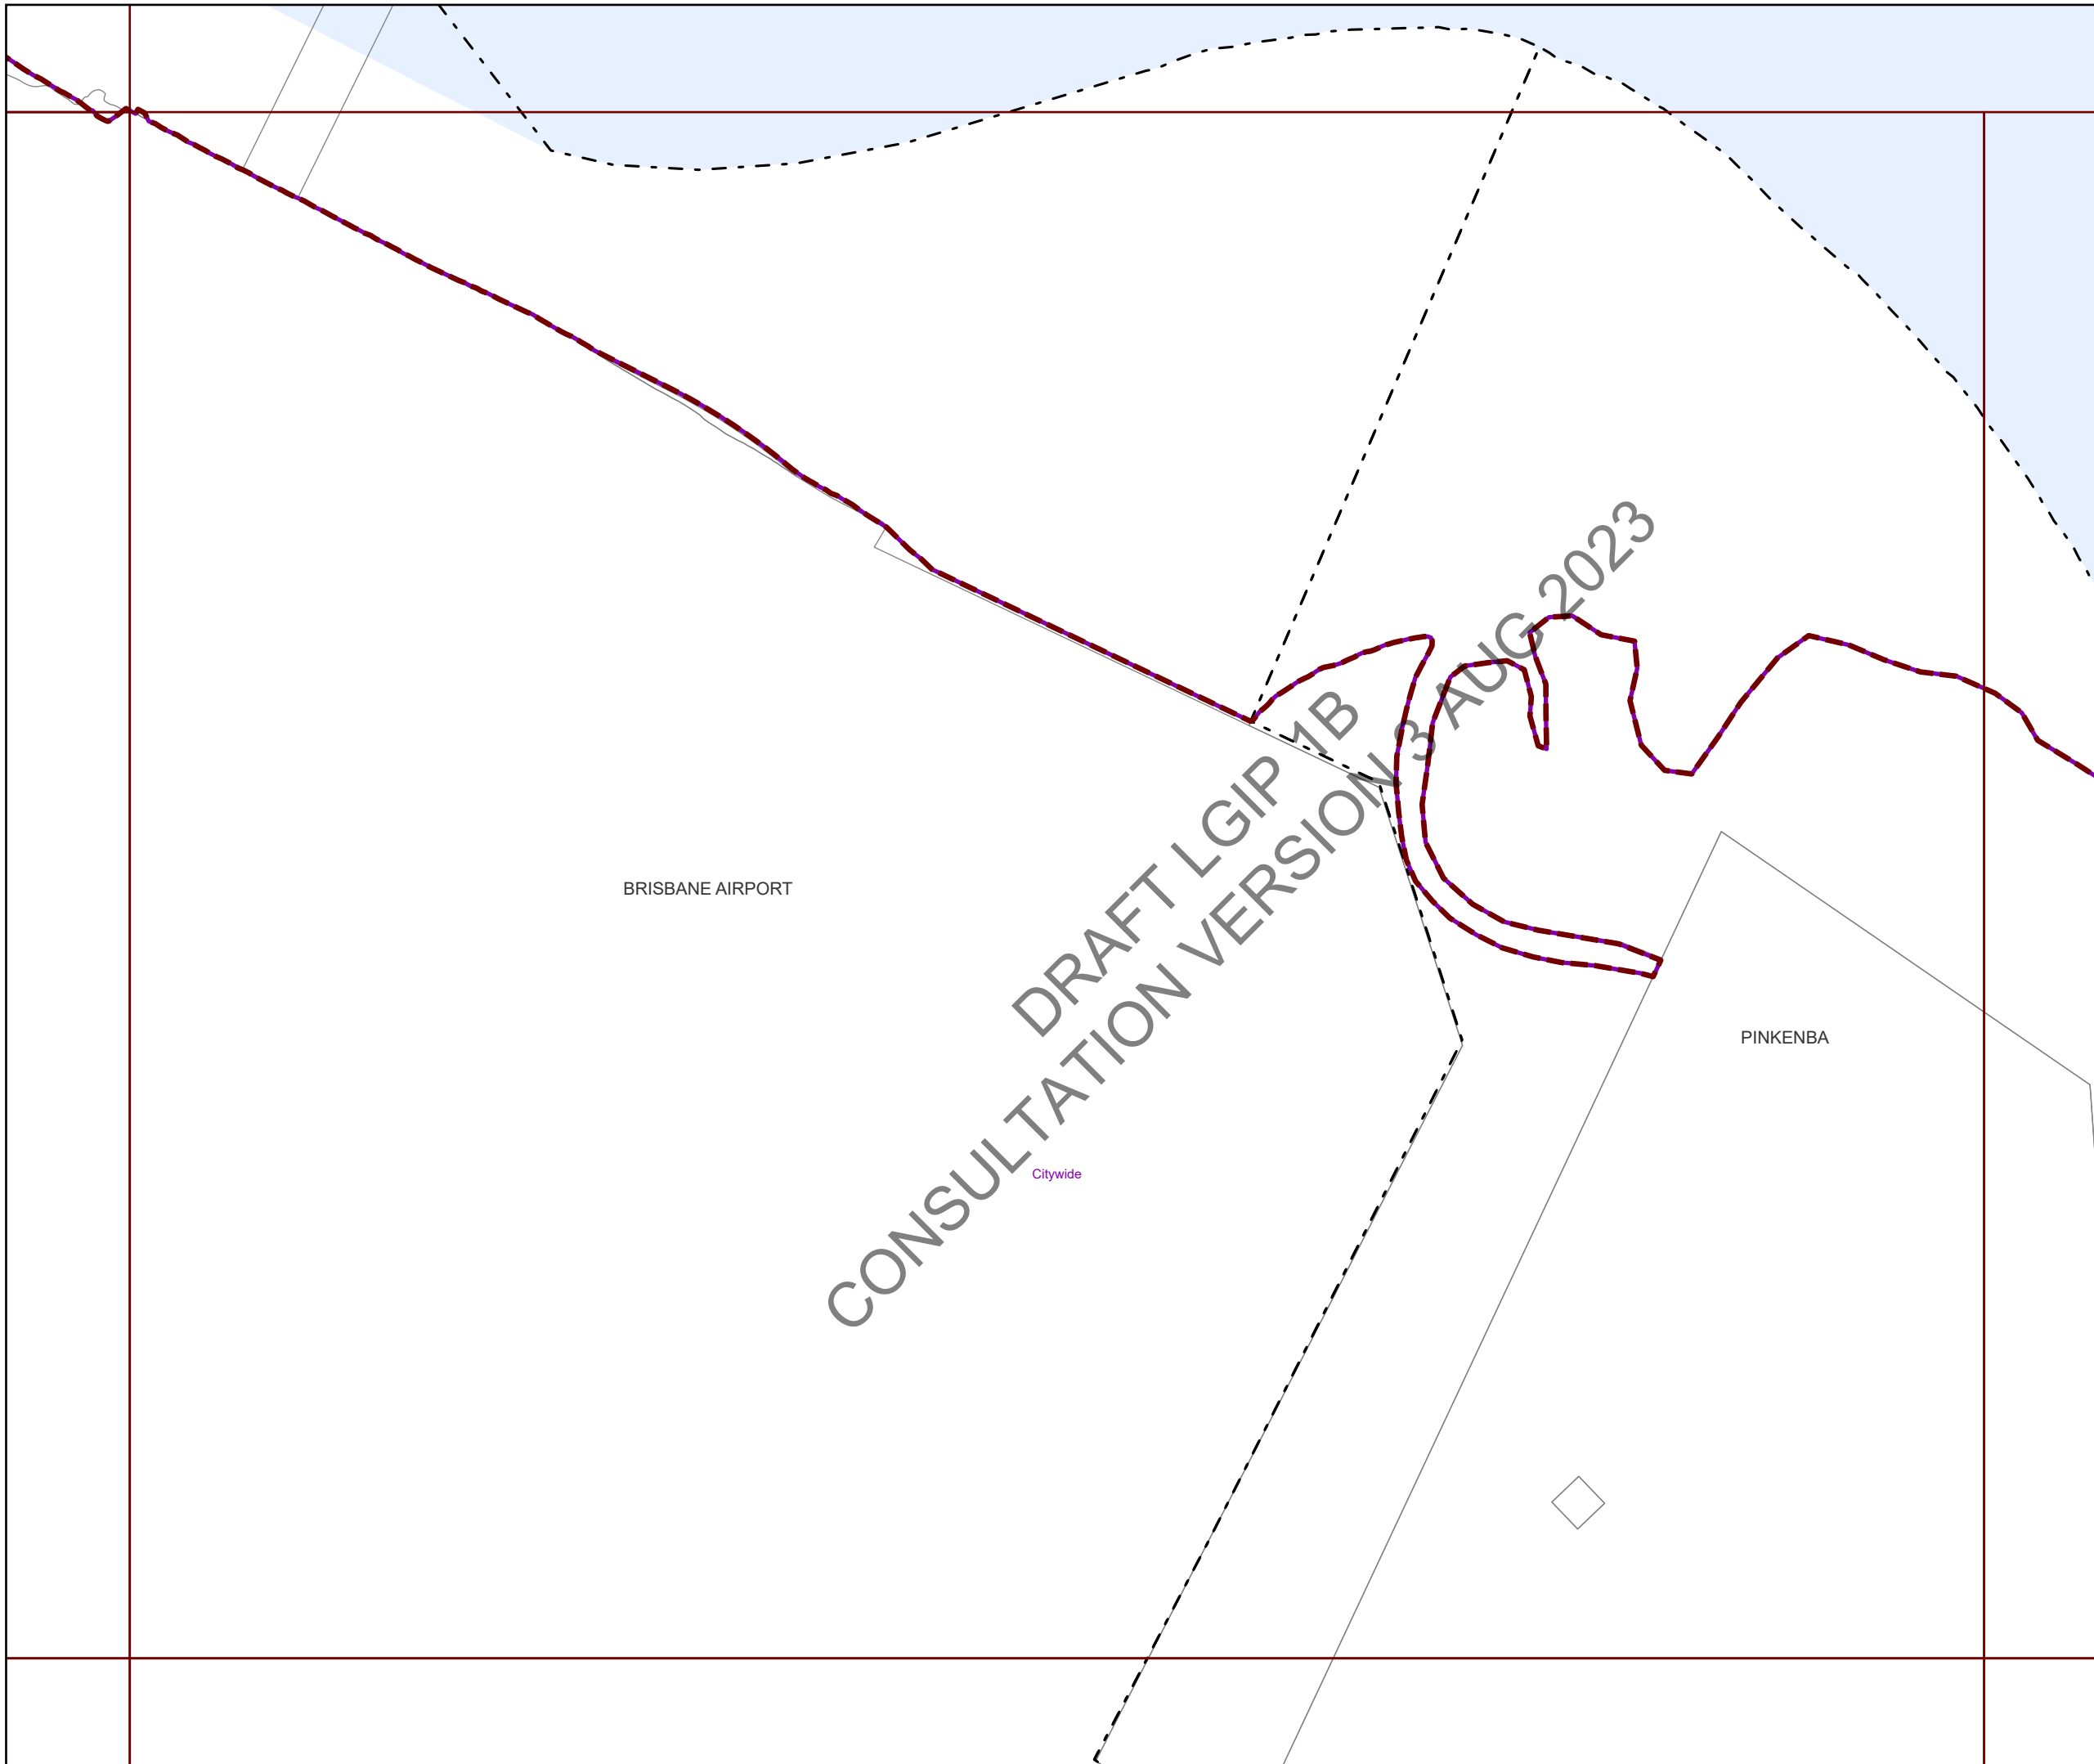 DRAFT LGIP 1B
CONSULTATION VERSION 3 AUG 2023
BRISBANE AIRPORT
PINKENBA
Citywide